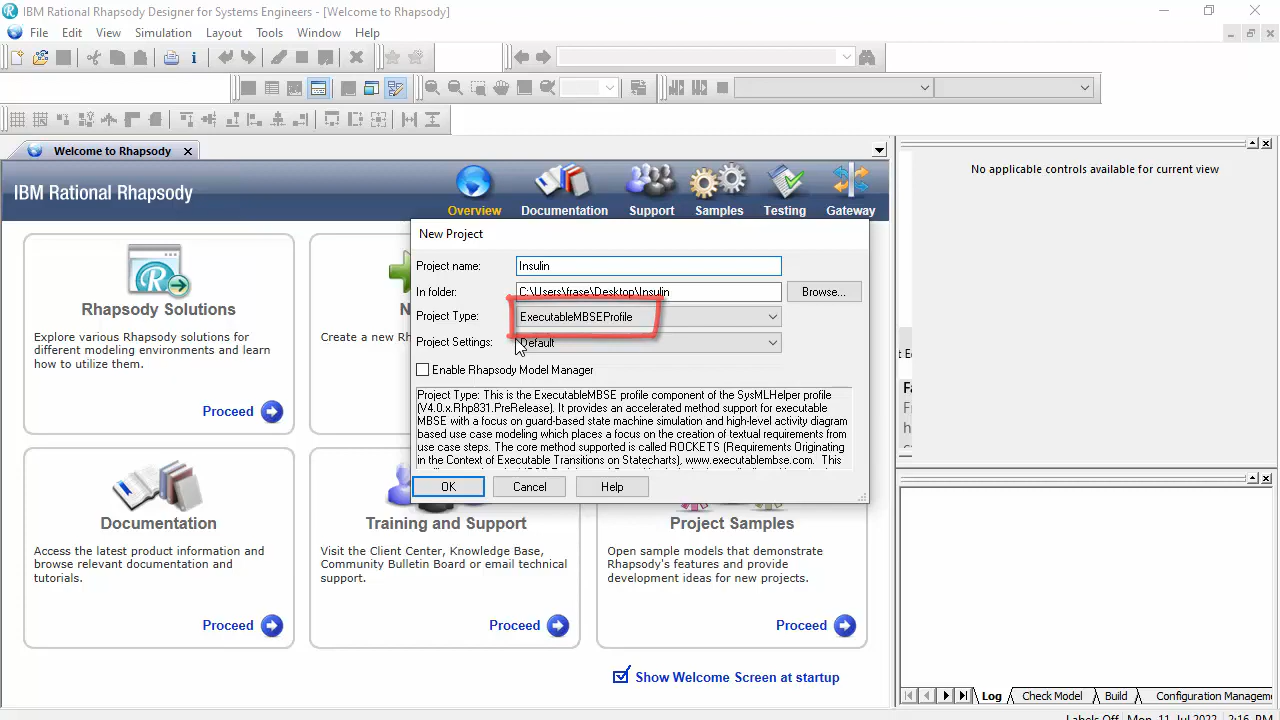 IBM Rational Rhapsody Designer for Systems Engineers - [Welcome to Rhapsody]
File Edit View Simulation Layout Tools Window Help
Welcome to Rhapsody
IBM Rational Rhapsody
Overview Documentation Support Samples Testing Gateway
No applicable controls available for current view
New Project
Project name: Insulin
In folder: C:\Users\frase\Desktop\Insulin Browse...
Project Type: ExecutableMBSEProfile
Project Settings: Default
Enable Rhapsody Model Manager
Project Type: This is the ExecutableMBSE profile component of the SysMLHelper profile
(V4.0.x.Rhp831.PreRelease). It provides an accelerated method support for executable
MBSE with a focus on guard-based state machine simulation and high-level activity diagram
based use case modeling which places a focus on the creation of textual requirements from
use case steps. The core method supported is called ROCKETS (Requirements Originating
in the Context of Executable Transitions on Statecharts), www.executablembse.com. This
OK Cancel Help
Rhapsody Solutions
Explore various Rhapsody solutions for
different modeling environments and learn
how to utilize them.
Proceed
N
Create a new Rh
Documentation
Access the latest product information and
browse relevant documentation and
tutorials.
Proceed
Training and Support
Visit the Client Center, Knowledge Base,
Community Bulletin Board or email technical
support.
Proceed
Project Samples
Open sample models that demonstrate
Rhapsody's features and provide
development ideas for new projects.
Proceed
Show Welcome Screen at startup
Log Check Model Build Configuration Managem
Labels Off Mon, 11, Jul 2022 2:16 PM